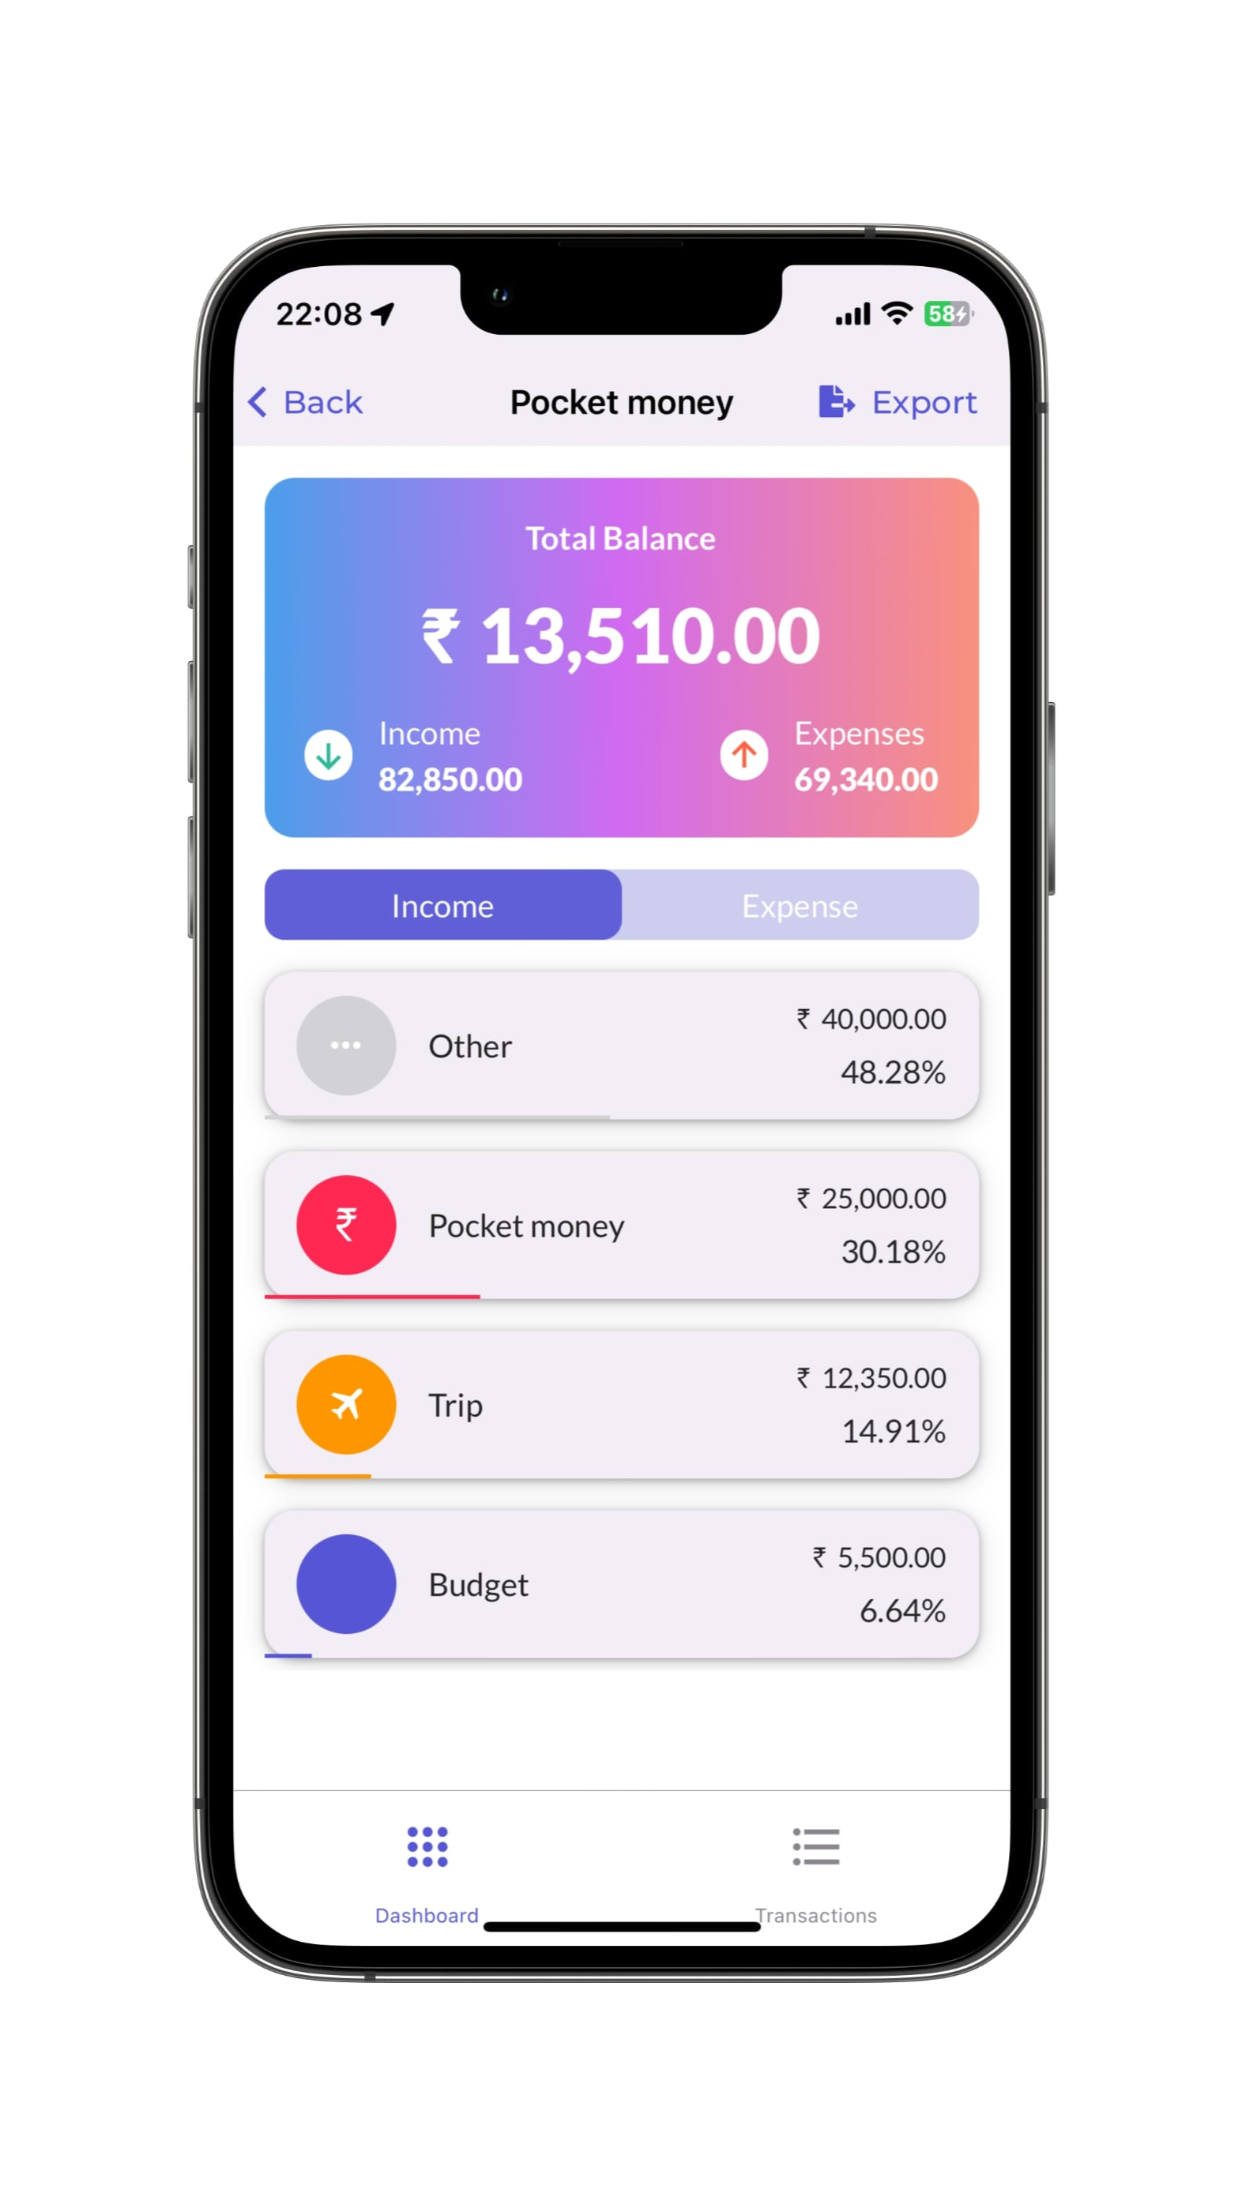 22:08
58
Back
Pocket money
Export
Total Balance
₹ 13,510.00
Income
82,850.00
Expenses
69,340.00
Income
Expense
Other
₹ 40,000.00
48.28%
₹
Pocket money
₹ 25,000.00
30.18%
Trip
₹ 12,350.00
14.91%
Budget
₹ 5,500.00
6.64%
Dashboard
Transactions